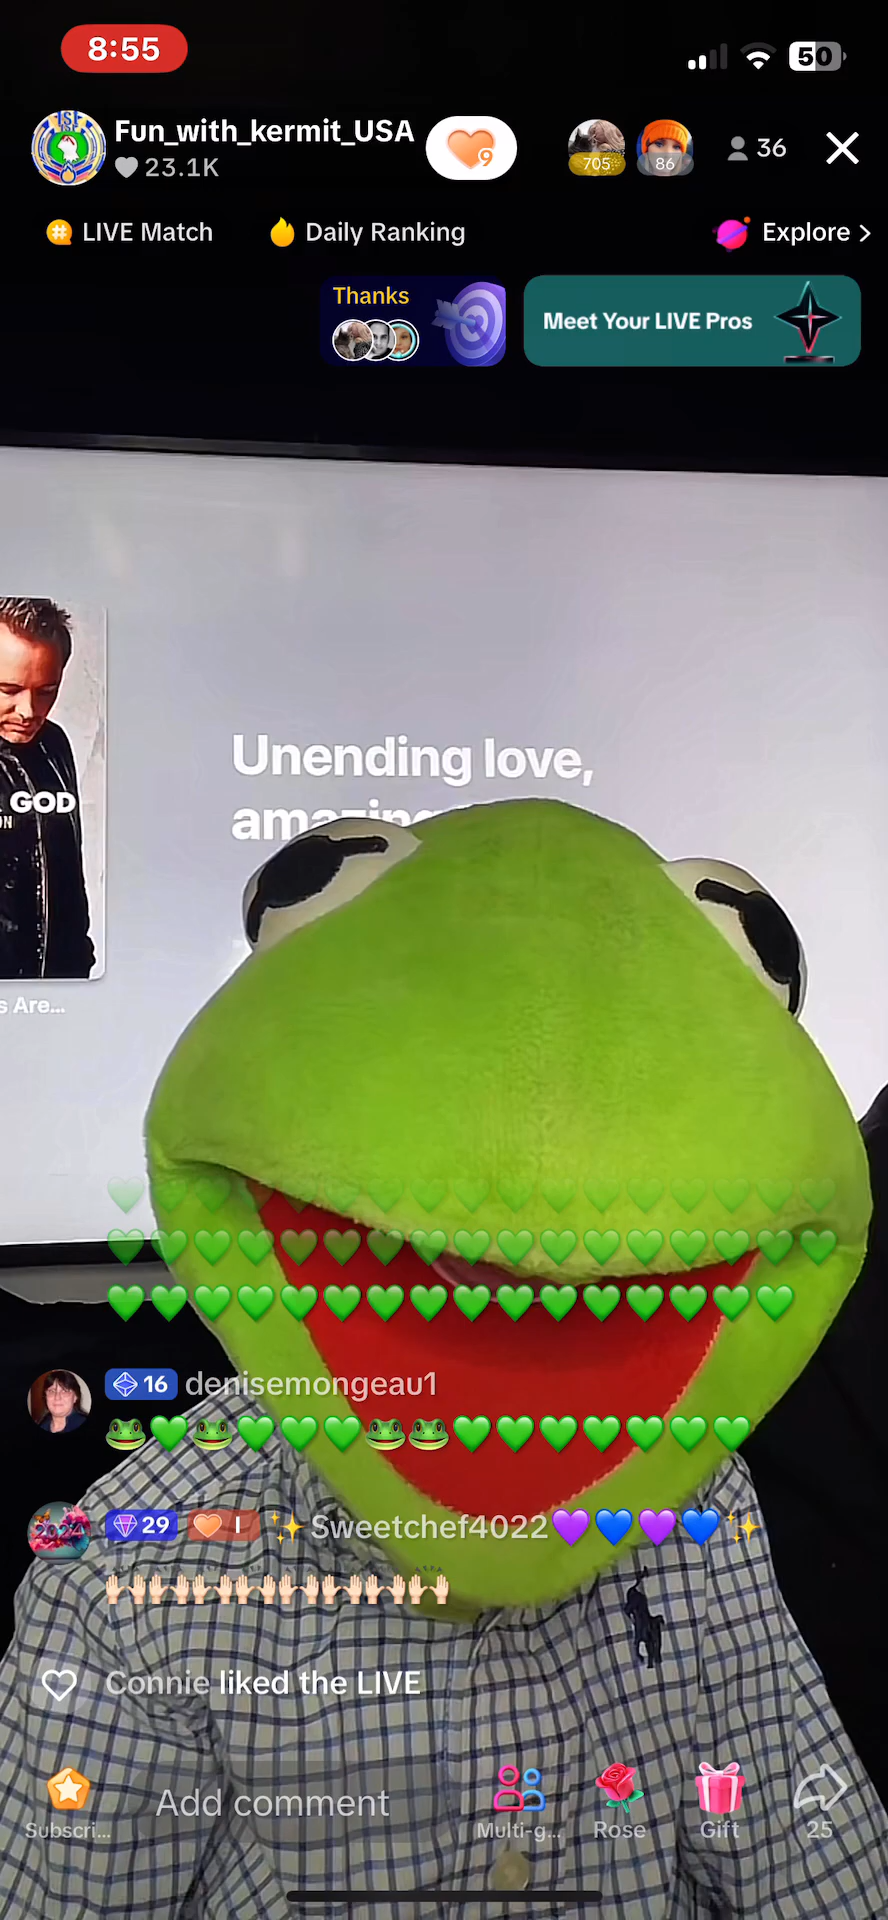 8:55
50
Fun_with_kermit_USA
23.1K
9
705
86
36
LIVE Match
Daily Ranking
Explore >
Thanks
Meet Your LIVE Pros
Unending love,
GOD
s Are...
16 denisemongeau1
2024
29 I Sweetchef4022
Connie liked the LIVE
Add comment
Subscri...
Multi-g...
Rose
Gift
25